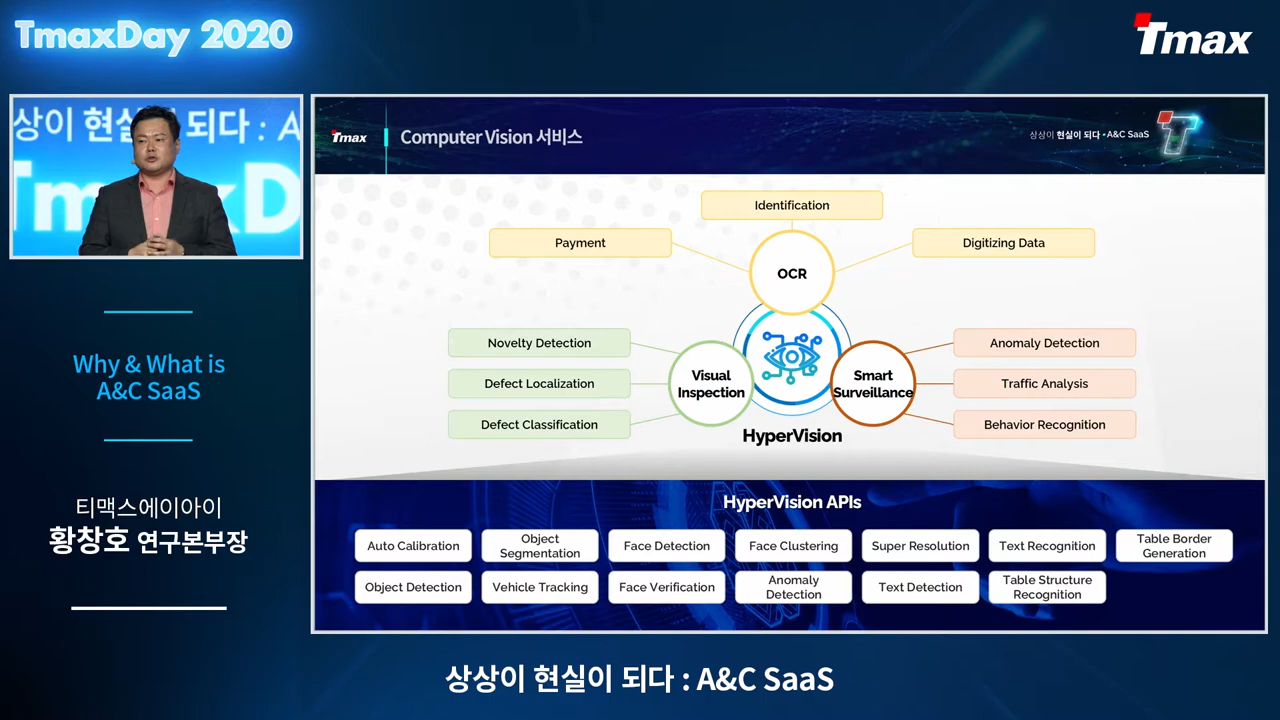 TmaxDay 2020
Tmax
상상이 현실이 되다 : A
TmaxD
Why & What is
A&C SaaS
티맥스에이아이
황창호 연구본부장
Tmax
Computer Vision 서비스
상상이 현실이 되다 • A&C SaaS
Identification
Payment
Digitizing Data
OCR
Novelty Detection
Defect Localization
Defect Classification
Visual
Inspection
Smart
Surveillance
Anomaly Detection
Traffic Analysis
Behavior Recognition
HyperVision
HyperVision APIs
Auto Calibration
Object
Segmentation
Face Detection
Face Clustering
Super Resolution
Text Recognition
Table Border
Generation
Object Detection
Vehicle Tracking
Face Verification
Anomaly
Detection
Text Detection
Table Structure
Recognition
상상이 현실이 되다 : A&C SaaS